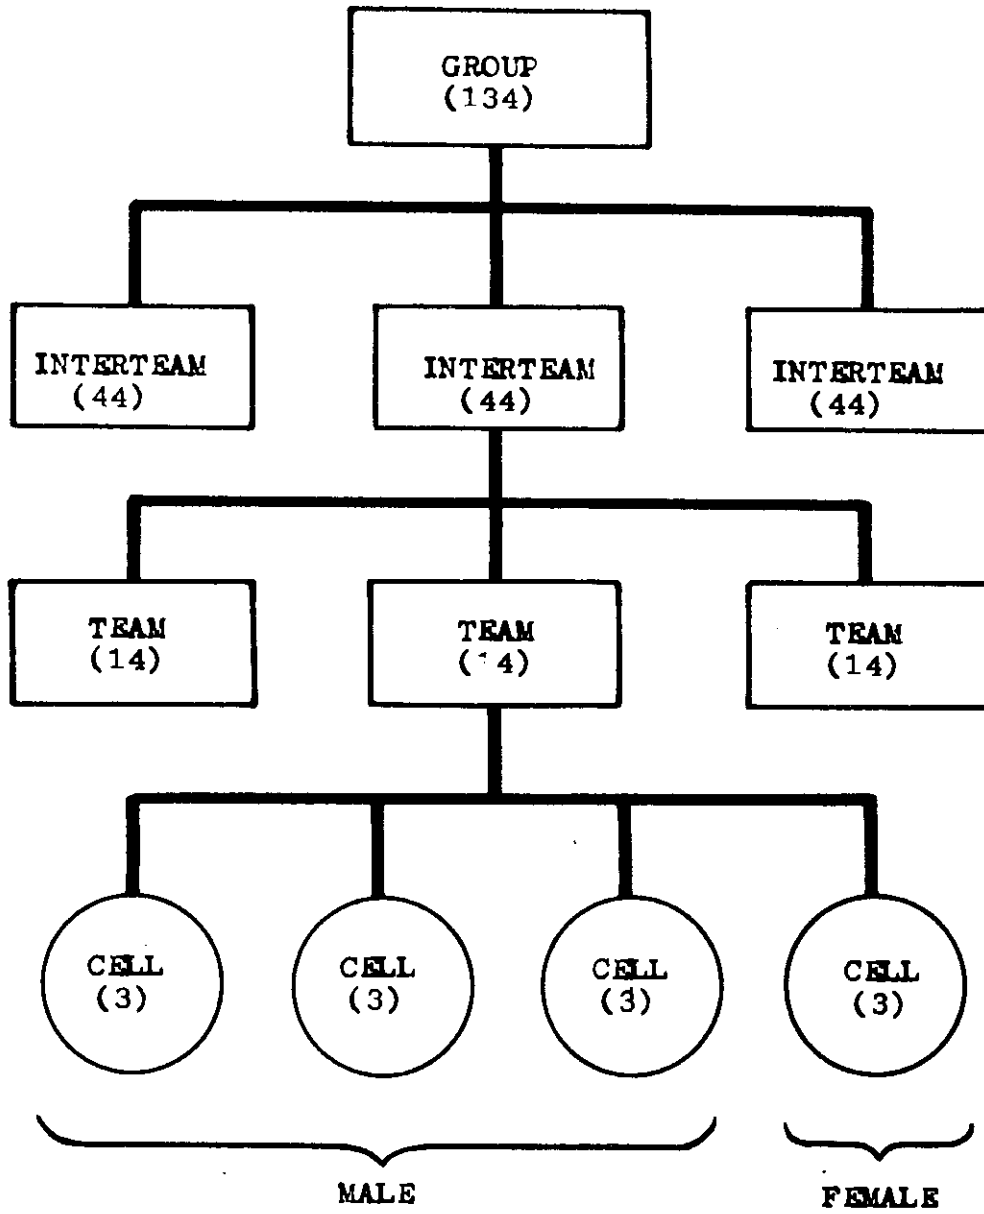 GROUP
(134)
INTERTEAM
(44)
INTERTEAM
(44)
INTERTEAM
(44)
TEAM
(14)
TEAM
(14)
TEAM
(14)
CELL
(3)
CELL
(3)
CELL
(3)
CELL
(3)
MALE
FEMALE